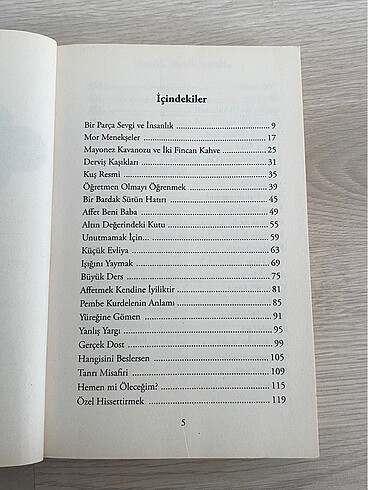 İçindekiler
Bir Parça Sevgi ve İnsanlık ........................ 9
Mor Menekşeler ........................ 17
Mayonez Kavanozu ve İki Fincan Kahve ........................ 25
Derviş Kaşıkları ........................ 31
Kuş Resmi ........................ 35
Öğretmen Olmayı Öğrenmek ........................ 39
Bir Bardak Sütün Hatırı ........................ 45
Affet Beni Baba ........................ 49
Altın Değerindeki Kutu ........................ 55
Unutmamak İçin... ........................ 59
Küçük Evliya ........................ 63
Işığını Yaymak ........................ 69
Büyük Ders ........................ 75
Affetmek Kendine İyiliktir ........................ 81
Pembe Kurdelenin Anlamı ........................ 85
Yüreğine Gömen ........................ 91
Yanlış Yargı ........................ 95
Gerçek Dost ........................ 99
Hangisini Beslersen ........................ 105
Tanrı Misafiri ........................ 109
Hemen mi Öleceğim? ........................ 115
Özel Hissettirmek ........................ 119
5